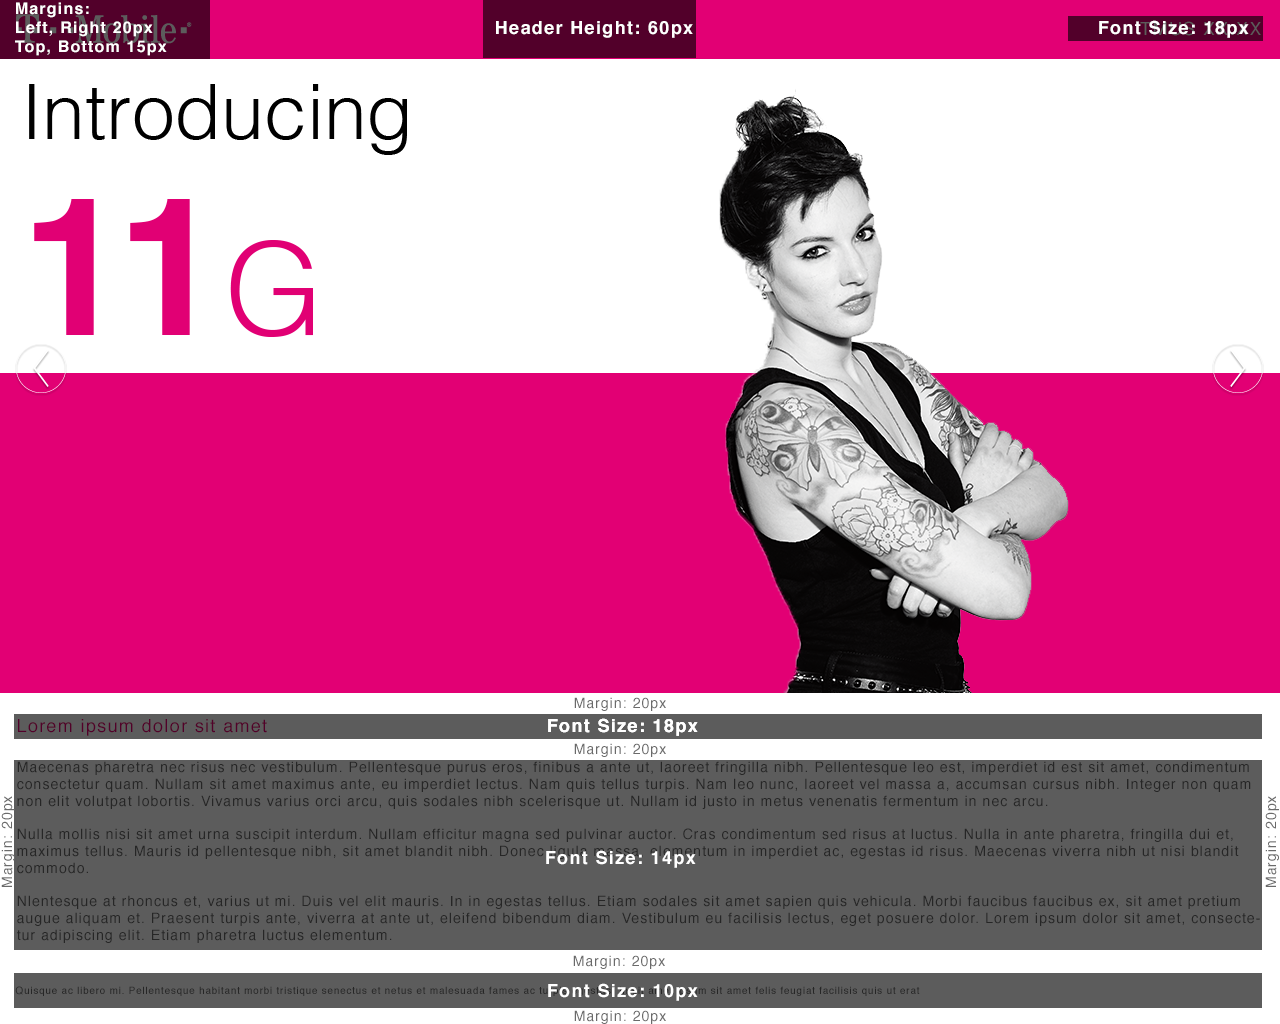 Margins:
Left, Right 20px
Top, Bottom 15px
T Mobile
Header Height: 60px
Font Size: 18px
Introducing
11G
Margin: 20px
Lorem ipsum dolor sit amet
Font Size: 18px
Margin: 20px
Maecenas pharetra nec risus nec vestibulum. Pellentesque purus eros, finibus a ante ut, laoreet fringilla nibh. Pellentesque leo est, imperdiet id est sit amet, condimentum
consectetur quam. Nullam sit amet maximus ante, eu imperdiet lectus. Nam quis tellus turpis. Nam leo nunc, laoreet vel massa a, accumsan cursus nibh. Integer non quam
non elit volutpat lobortis. Vivamus varius orci arcu, quis sodales nibh scelerisque ut. Nullam id justo in metus venenatis fermentum in nec arcu.
Nulla mollis nisi sit amet urna suscipit interdum. Nullam efficitur magna sed pulvinar auctor. Cras condimentum sed risus at luctus. Nulla in ante pharetra, fringilla dui et,
maximus tellus. Mauris id pellentesque nibh, sit amet blandit nibh. Donec ligula massa, elementum in imperdiet ac, egestas id risus. Maecenas viverra nibh ut nisi blandit
commodo.
Font Size: 14px
Nlentesque at rhoncus et, varius ut mi. Duis vel elit mauris. In in egestas tellus. Etiam sodales sit amet sapien quis vehicula. Morbi faucibus faucibus ex, sit amet pretium
augue aliquam et. Praesent turpis ante, viverra at ante ut, eleifend bibendum diam. Vestibulum eu facilisis lectus, eget posuere dolor. Lorem ipsum dolor sit amet, consecte-
tur adipiscing elit. Etiam pharetra luctus elementum.
Margin: 20px
Margin: 20px
Margin: 20px
Quisque ac libero mi. Pellentesque habitant morbi tristique senectus et netus et malesuada fames ac sit amet felis feugiat facilisis quis ut erat
Font Size: 10px
Margin: 20px